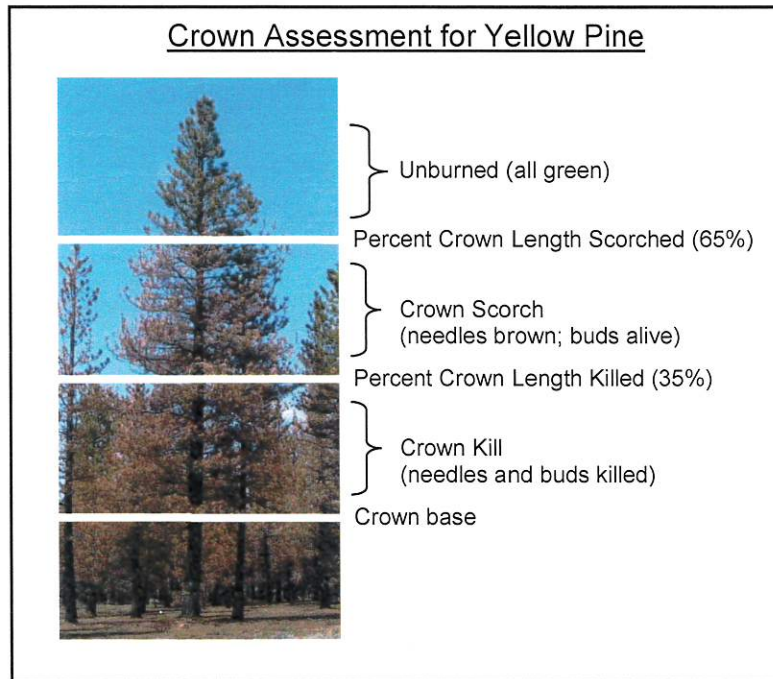 Crown Assessment for Yellow Pine
Unburned (all green)
Percent Crown Length Scorched (65%)
Crown Scorch
(needles brown; buds alive)
Percent Crown Length Killed (35%)
Crown Kill
(needles and buds killed)
Crown base